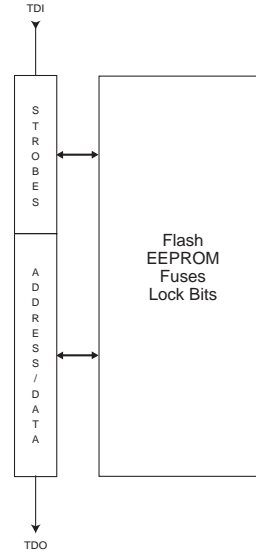 TDI
STROBES
ADDRESS/DATA
Flash
EEPROM
Fuses
Lock Bits
TDO